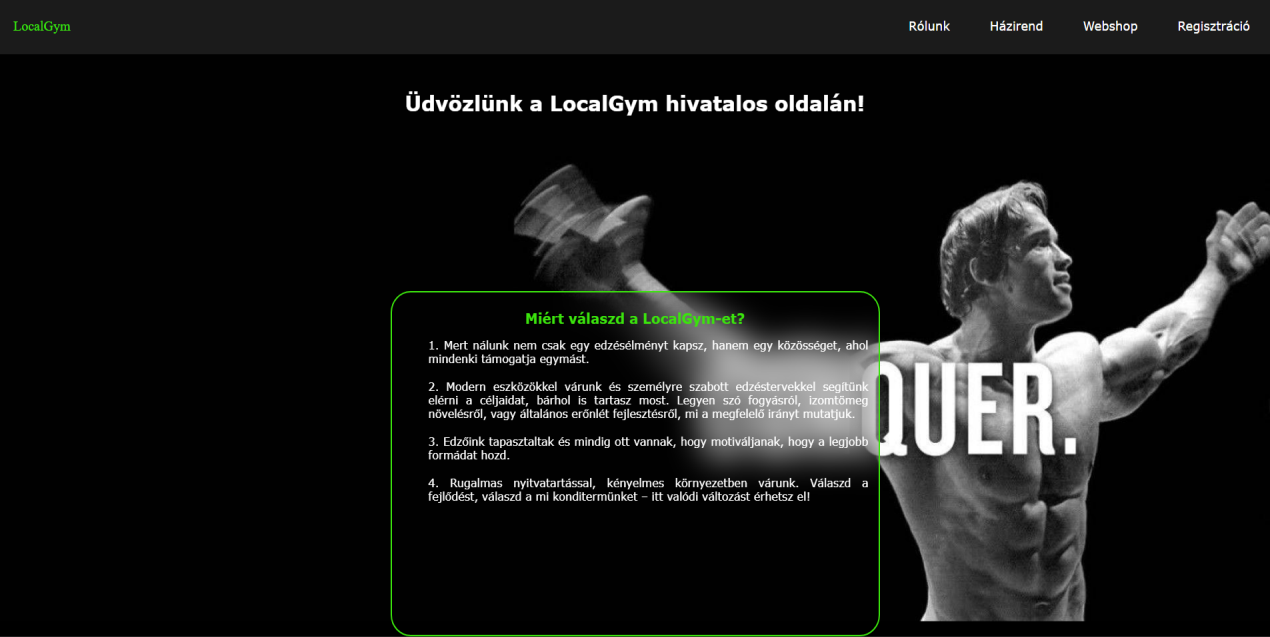 LocalGym
Rólunk
Házirend
Webshop
Regisztráció
Üdvözlünk a LocalGym hivatalos oldalán!
Miért válaszd a LocalGym-et?
1. Mert nálunk nem csak egy edzésélményt kapsz, hanem egy közösséget, ahol
mindenki támogatja egymást.
2. Modern eszközökkel várunk és személyre szabott edzéstervekkel segítünk
elérni a céljaidat, bárhol is tartasz most. Legyen szó fogyásról, izomtömeg
növelésről, vagy általános erőnlét fejlesztésről, mi a megfelelő irányt mutatjuk.
3. Edzőink tapasztaltak és mindig ott vannak, hogy motiváljanak, hogy a legjobb
formádat hozd.
4. Rugalmas nyitvatartással, kényelmes környezetben várunk. Válaszd a
fejlődést, válaszd a mi konditermünket – itt valódi változást érhetsz el!
QUER.